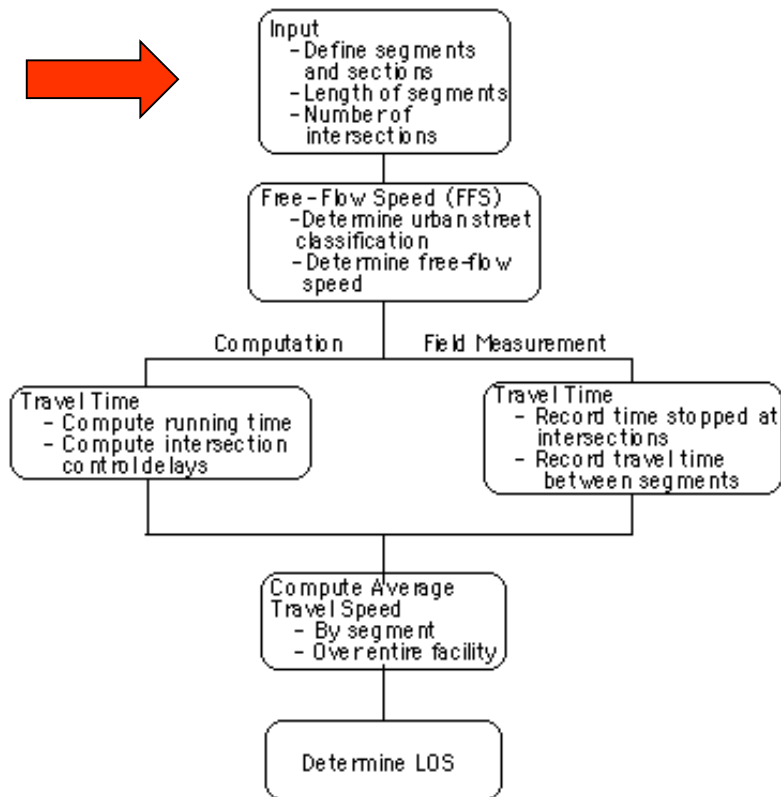 Input
-Define segments
and sections
-Length of segments
-Number of
intersections
Free-Flow Speed (FFS)
-Determine urban street
classification
-Determine free-flow
speed
Computation
Field Measurement
Travel Time
- Compute running time
- Compute intersection
control delays
Travel Time
- Record time stopped at
intersections
- Record travel time
between segments
Compute Average
Travel Speed
- By segment
- Over entire facility
Determine LOS